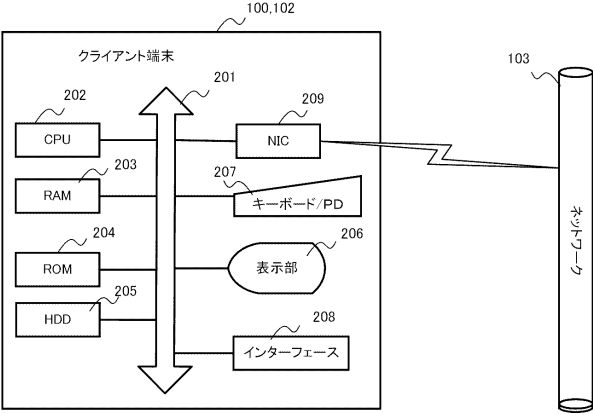 100,102
クライアント端末
201
103
202
209
CPU
NIC
203
207
RAM
キーボード/PD
204
206
ROM
表示部
205
HDD
208
インターフェース
ネットワーク